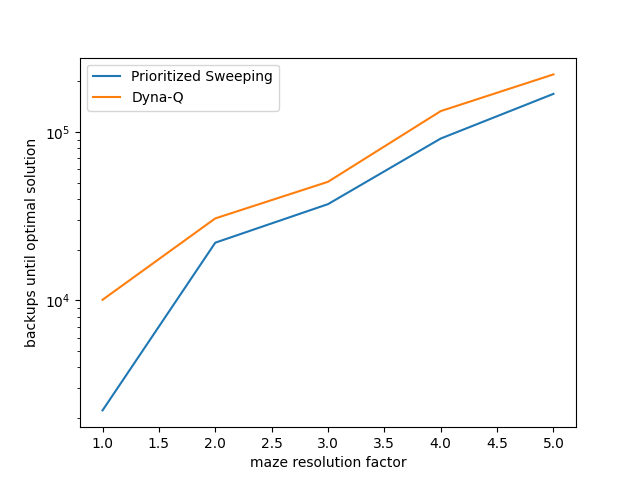 Prioritized Sweeping
Dyna-Q
backups until optimal solution
10^5
10^4
1.0 1.5 2.0 2.5 3.0 3.5 4.0 4.5 5.0
maze resolution factor